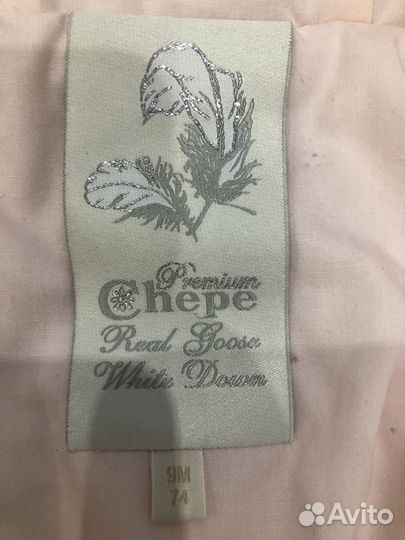 Premium
Chepe
Real Goose
White Down
9M
74
Avito